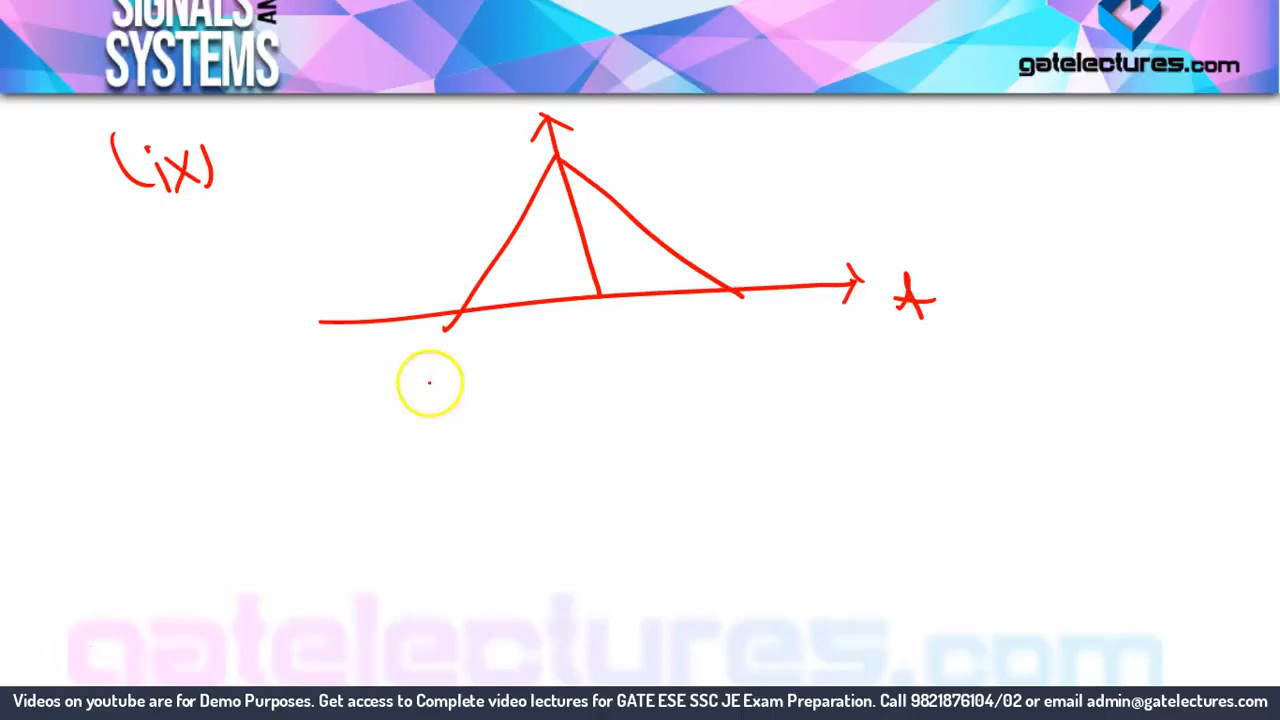 SIGNALS AND
SYSTEMS
gatelectures.com
(ix)
t
gatelectures.com
Videos on youtube are for Demo Purposes. Get access to Complete video lectures for GATE ESE SSC JE Exam Preparation. Call 9821876104/02 or email admin@gatelectures.com